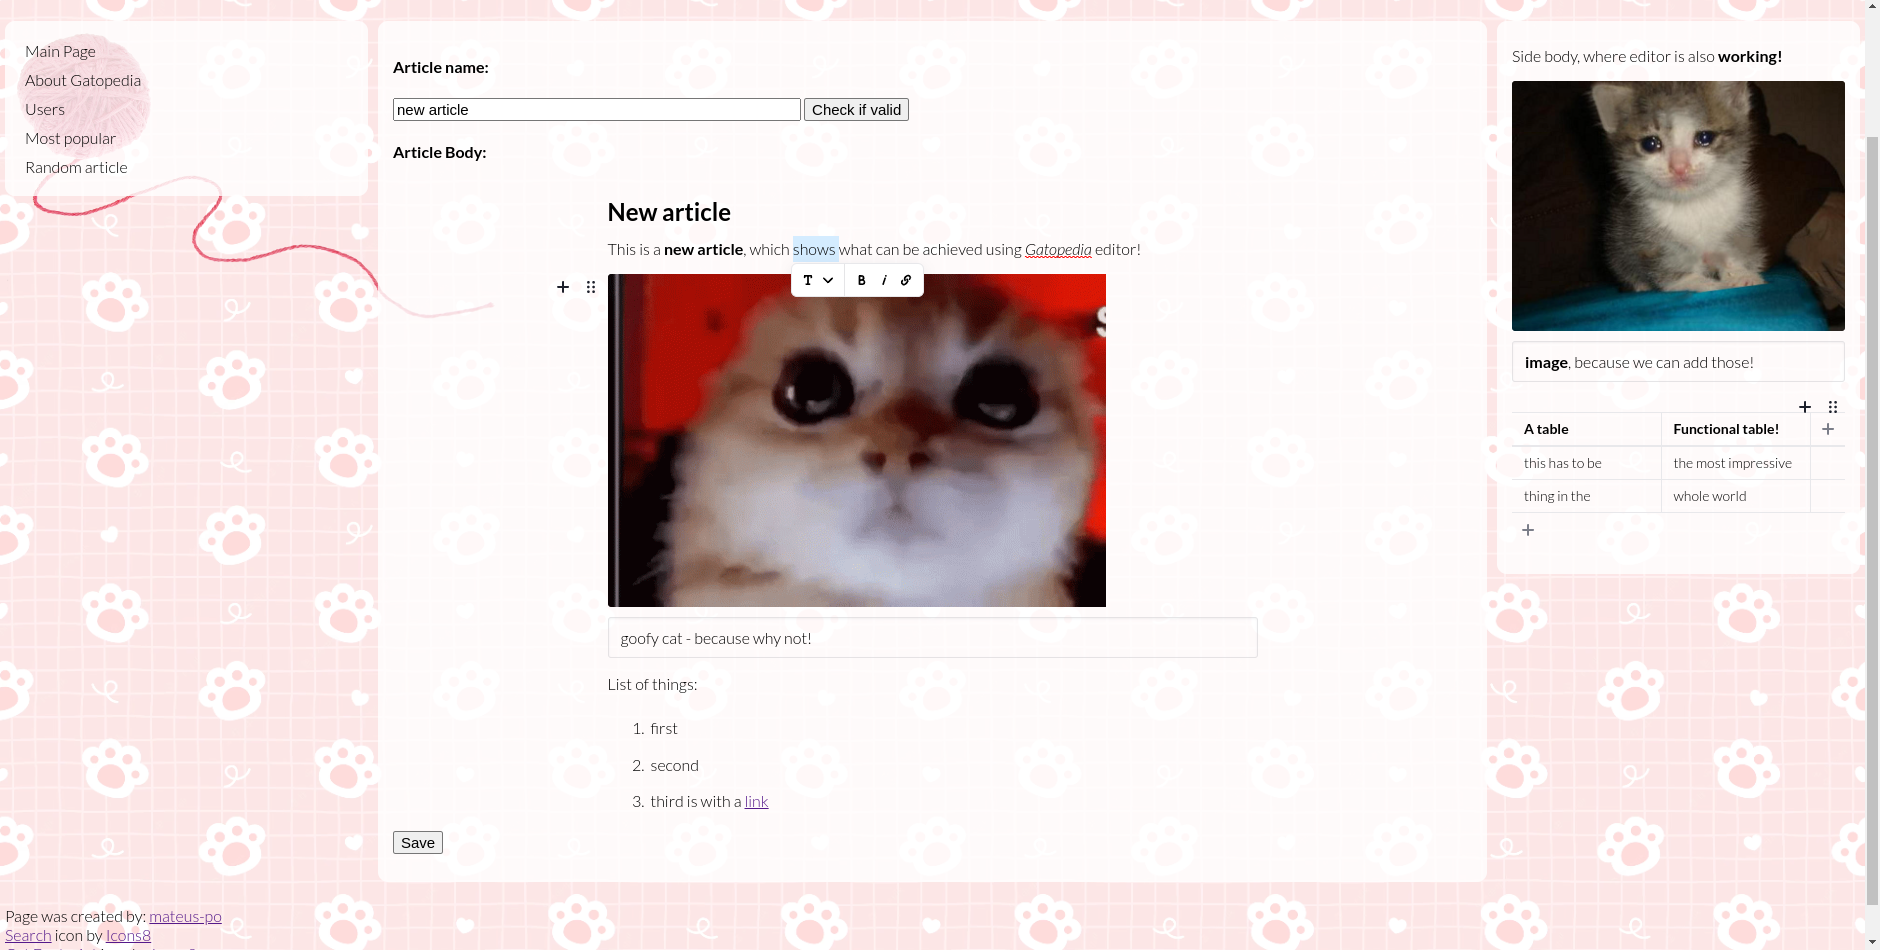 Main Page
About Gatopedia
Users
Most popular
Random article
Article name:
new article Check if valid
Article Body:
New article
This is a new article, which shows what can be achieved using Gatopedia editor!
T B i
S
goofy cat - because why not!
List of things:
1. first
2. second
3. third is with a link
Save
Side body, where editor is also working!
image, because we can add those!
A table Functional table!
this has to be the most impressive
thing in the whole world
Page was created by: mateus-po
Search icon by Icons8